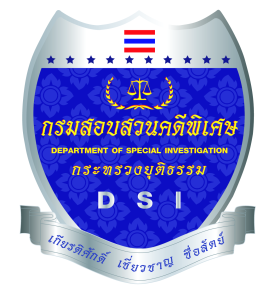 กรมสอบสวนคดีพิเศษ
DEPARTMENT OF SPECIAL INVESTIGATION
กระทรวงยุติธรรม
DSI
เกียรติศักดิ์ เชี่ยวชาญ ซื่อสัตย์